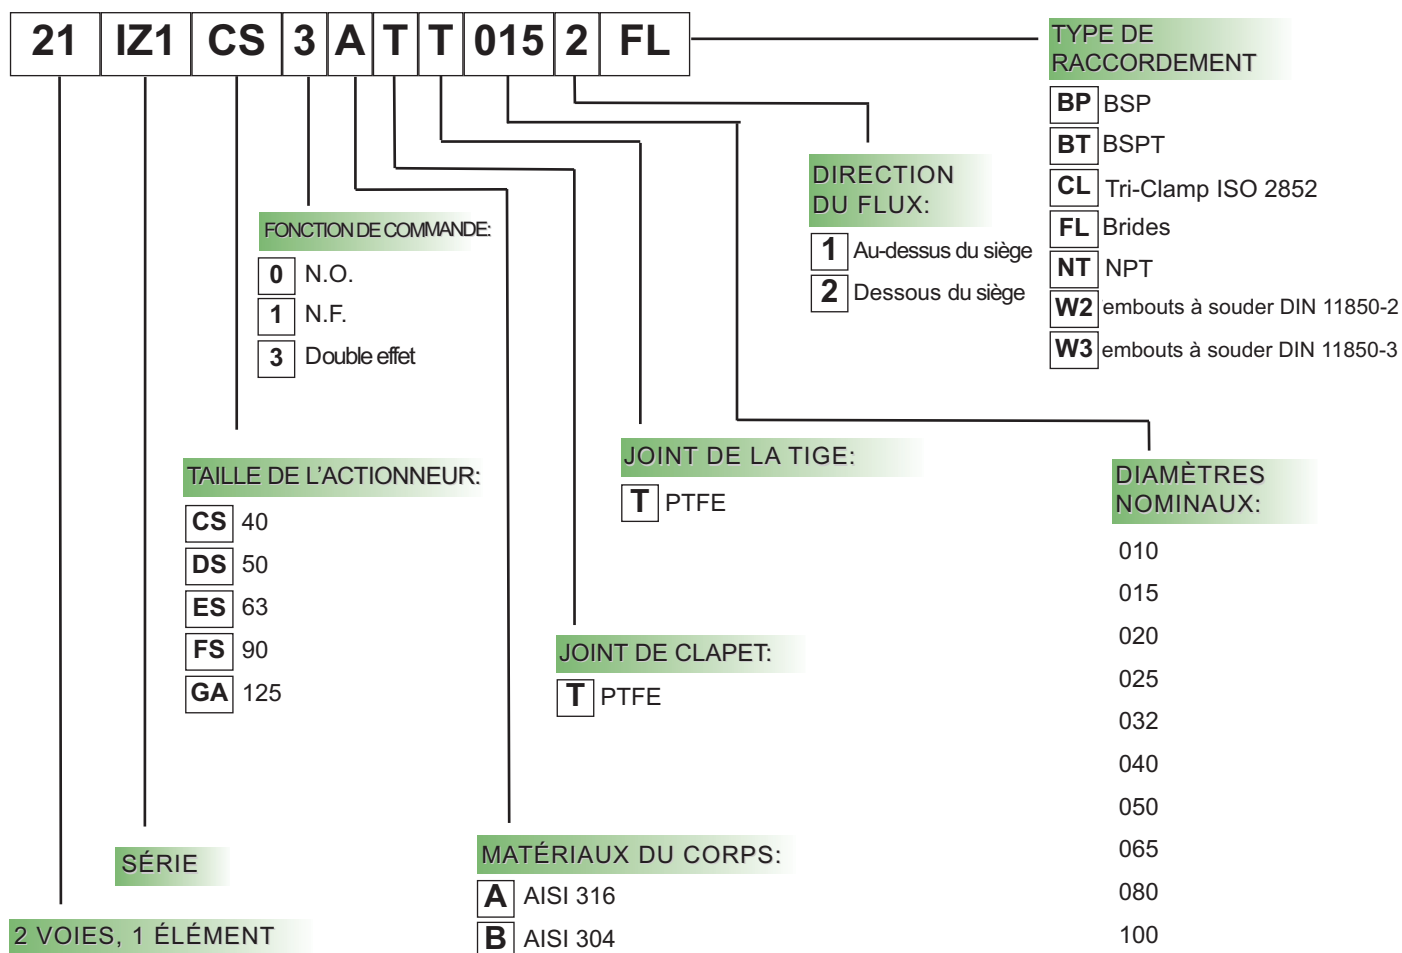 21 IZ1 CS 3 A T T 015 2 FL
TYPE DE
RACCORDEMENT
BP BSP
BT BSPT
CL Tri-Clamp ISO 2852
FL Brides
NT NPT
W2 embouts à souder DIN 11850-2
W3 embouts à souder DIN 11850-3
DIRECTION
DU FLUX:
1 Au-dessus du siège
2 Dessous du siège
FONCTION DE COMMANDE:
0 N.O.
1 N.F.
3 Double effet
TAILLE DE L'ACTIONNEUR:
CS 40
DS 50
ES 63
FS 90
GA 125
JOINT DE LA TIGE:
T PTFE
DIAMÈTRES
NOMINAUX:
010
015
020
025
032
040
050
065
080
100
JOINT DE CLAPET:
T PTFE
MATÉRIAUX DU CORPS:
A AISI 316
B AISI 304
SÉRIE
2 VOIES, 1 ÉLÉMENT